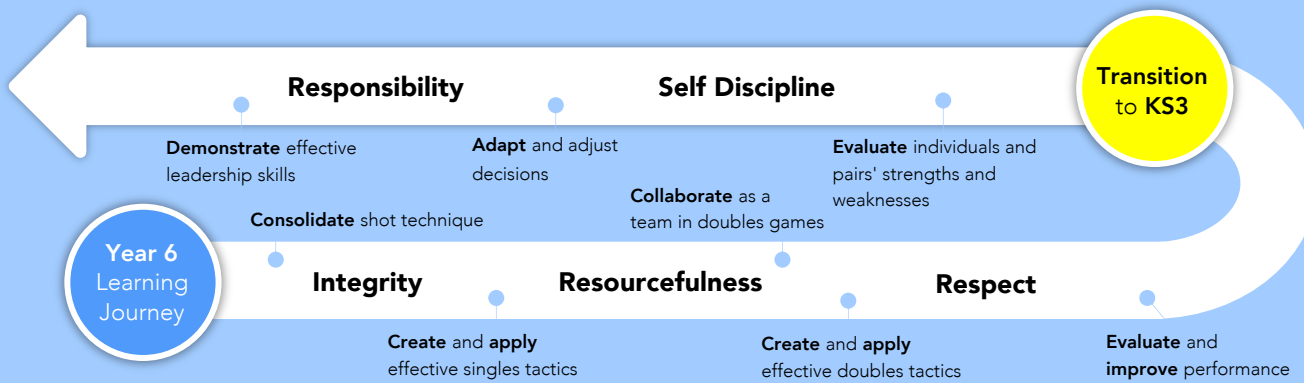 Responsibility
Self Discipline
Transition
to KS3
Demonstrate effective
leadership skills
Adapt and adjust
decisions
Evaluate individuals and
pairs' strengths and
weaknesses
Consolidate shot technique
Collaborate as a
team in doubles games
Year 6
Learning
Journey
Integrity
Resourcefulness
Respect
Create and apply
effective singles tactics
Create and apply
effective doubles tactics
Evaluate and
improve performance